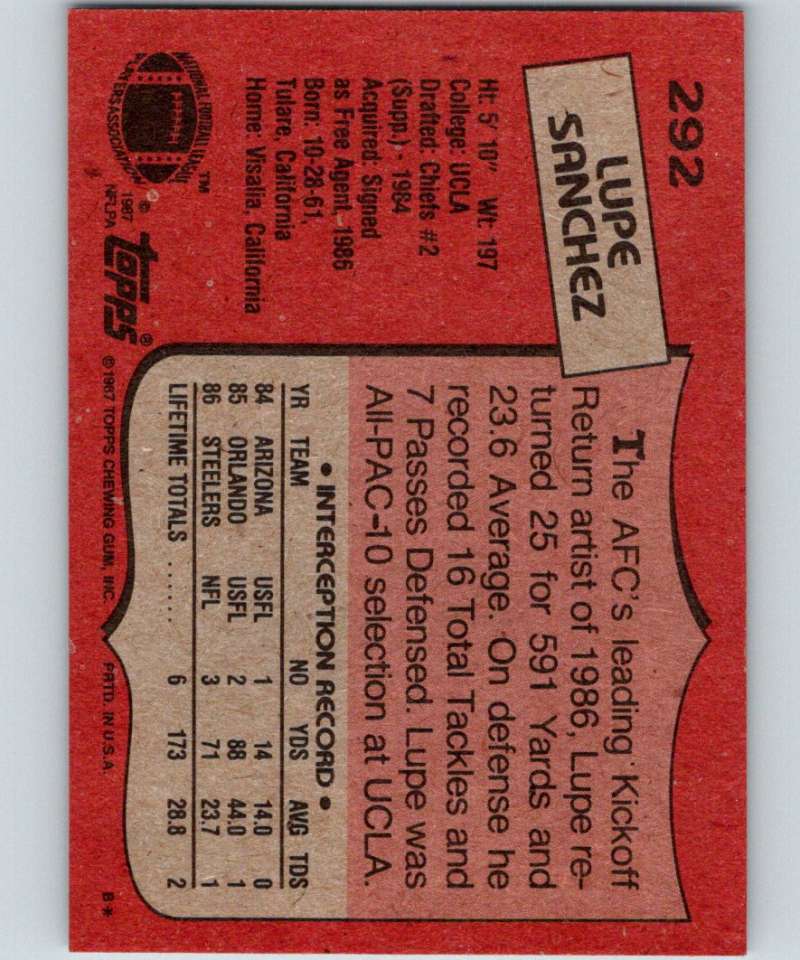 292
LUPE
SANCHEZ
Ht: 5' 10" Wt: 197
College: UCLA
Drafted: Chiefs #2
(Supp.) - 1984
Acquired: Signed
as Free Agent, 1986
Born: 10-28-61,
Tulare, California
Home: Visalia, California
NATIONAL FOOTBALL LEAGUE
PLAYERS ASSOCIATION
TM
© 1987
NFLPA
Topps®
The AFC's leading Kickoff
Return artist of 1986, Lupe re-
turned 25 for 591 Yards and
23.6 Average. On defense he
recorded 16 Total Tackles and
7 Passes Defensed. Lupe was
All-PAC-10 selection at UCLA.
• INTERCEPTION RECORD •
YR TEAM NO YDS AVG TDS
84 ARIZONA USFL 1 14 14.0 0
85 ORLANDO USFL 2 88 44.0 1
86 STEELERS NFL 3 71 23.7 1
LIFETIME TOTALS ...... 6 173 28.8 2
© 1987 TOPPS CHEWING GUM, INC. PRTD. IN U.S.A. B*